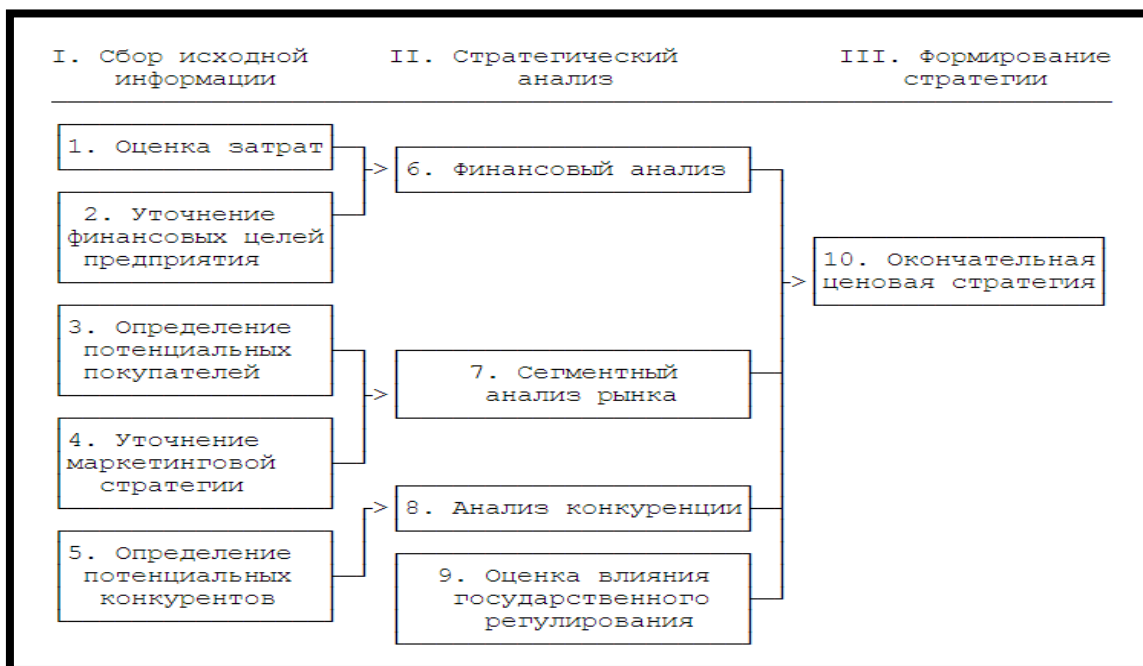 I. Сбор исходной
информации
II. Стратегический
анализ
III. Формирование
стратегии
1. Оценка затрат
2. Уточнение
финансовых целей
предприятия
3. Определение
потенциальных
покупателей
4. Уточнение
маркетинговой
стратегии
5. Определение
потенциальных
конкурентов
6. Финансовый анализ
7. Сегментный
анализ рынка
8. Анализ конкуренции
9. Оценка влияния
государственного
регулирования
10. Окончательная
ценовая стратегия